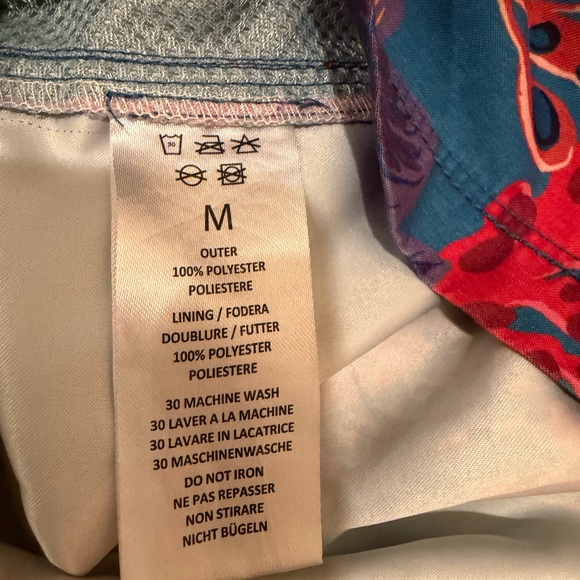 30
M
OUTER
100% POLYESTER
POLIESTERE
LINING / FODERA
DOUBLURE / FUTTER
100% POLYESTER
POLIESTERE
30 MACHINE WASH
30 LAVER A LA MACHINE
30 LAVARE IN LACATRICE
30 MASCHINENWASCHE
DO NOT IRON
NE PAS REPASSER
NON STIRARE
NICHT BÜGELN